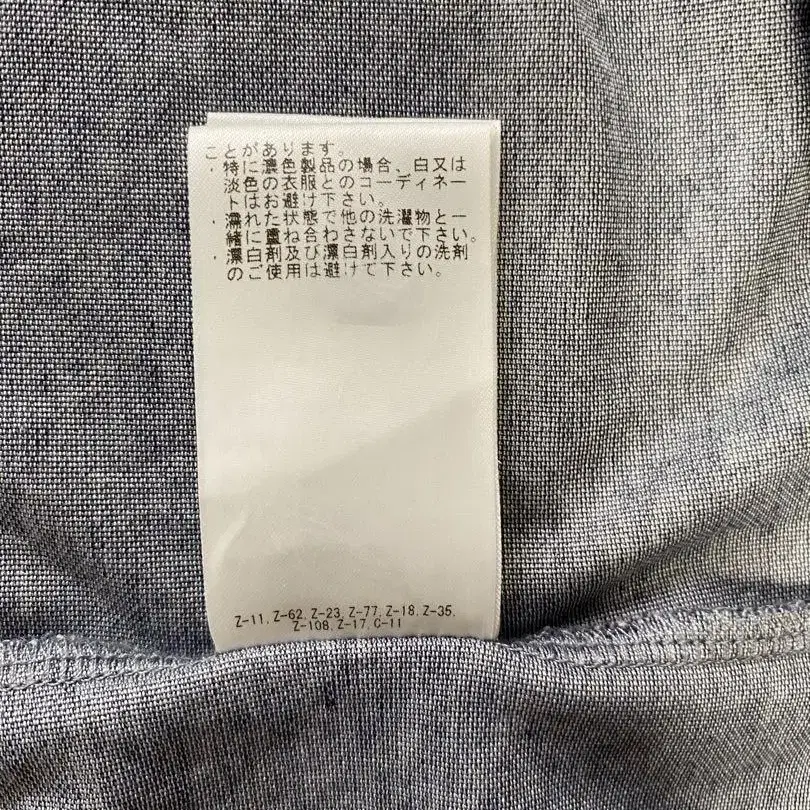 ことがあります。
・特に濃色製品の場合、白又は
淡色の衣服とのコーディネー
トはお避け下さい。
・濡れた状態で他の洗濯物と一
緒に重ね合わさないで下さい。
・漂白剤及び漂白剤入りの洗剤
のご使用は避けて下さい。
Z-11, Z-62, Z-23, Z-77, Z-18, Z-35,
Z-108, Z-17, C-11